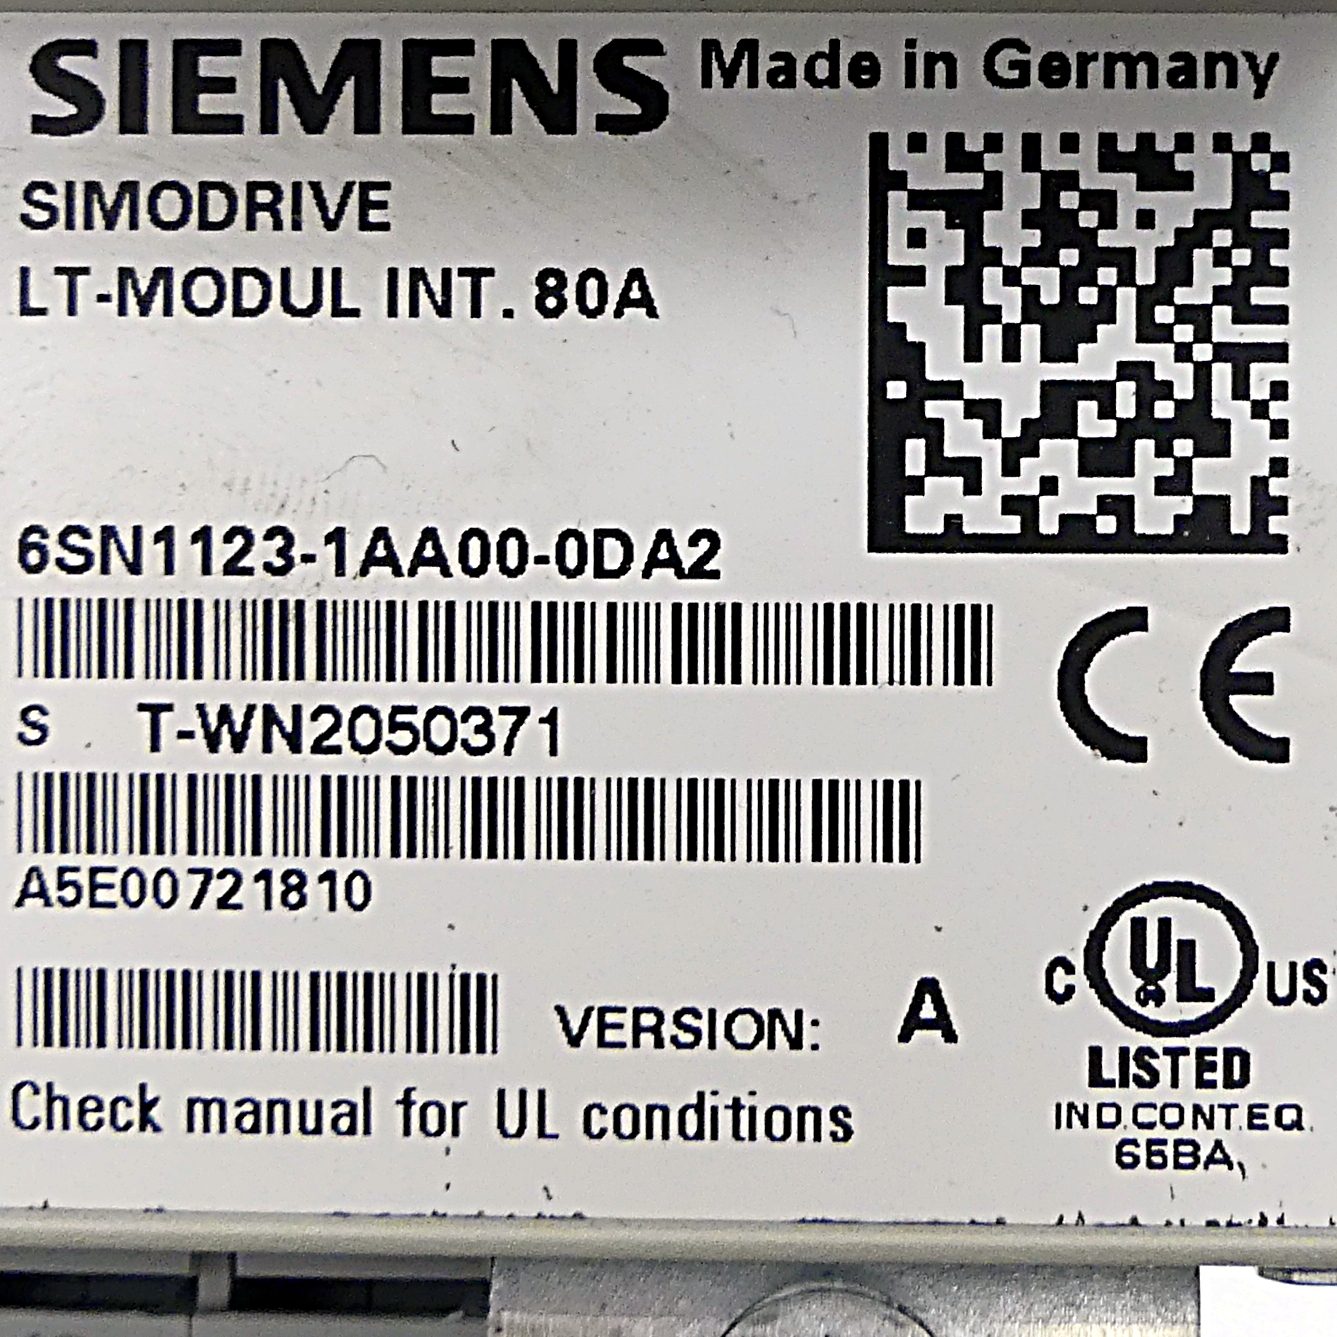 SIEMENS Made in Germany
SIMODRIVE
LT-MODUL INT. 80A
6SN1123-1AA00-0DA2
S T-WN2050371
A5E00721810
VERSION: A
Check manual for UL conditions
CE
C UL US
LISTED
IND.CONT.EQ.
65BA